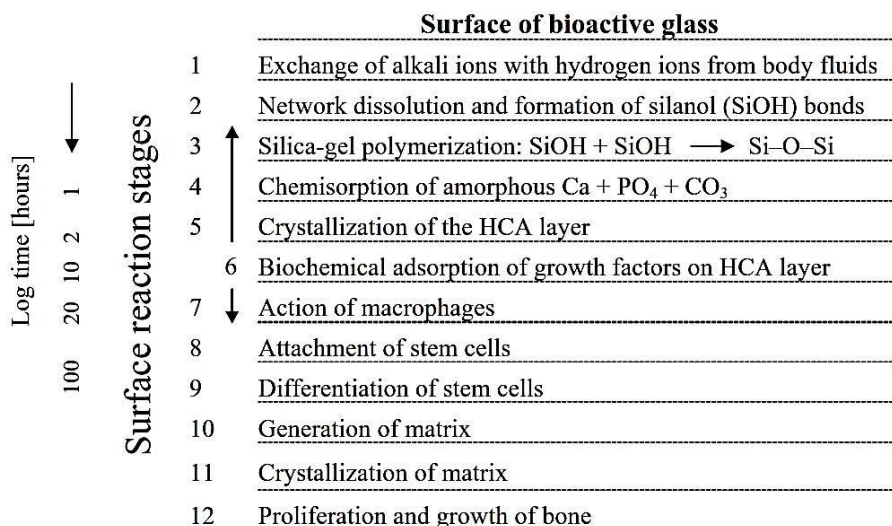 Surface of bioactive glass
1 Exchange of alkali ions with hydrogen ions from body fluids
2 Network dissolution and formation of silanol (SiOH) bonds
3 Silica-gel polymerization: SiOH + SiOH → Si–O–Si
4 Chemisorption of amorphous Ca + PO₄ + CO₃
5 Crystallization of the HCA layer
6 Biochemical adsorption of growth factors on HCA layer
7 Action of macrophages
8 Attachment of stem cells
9 Differentiation of stem cells
10 Generation of matrix
11 Crystallization of matrix
12 Proliferation and growth of bone
Log time [hours]
1
2
10
20
100
Surface reaction stages